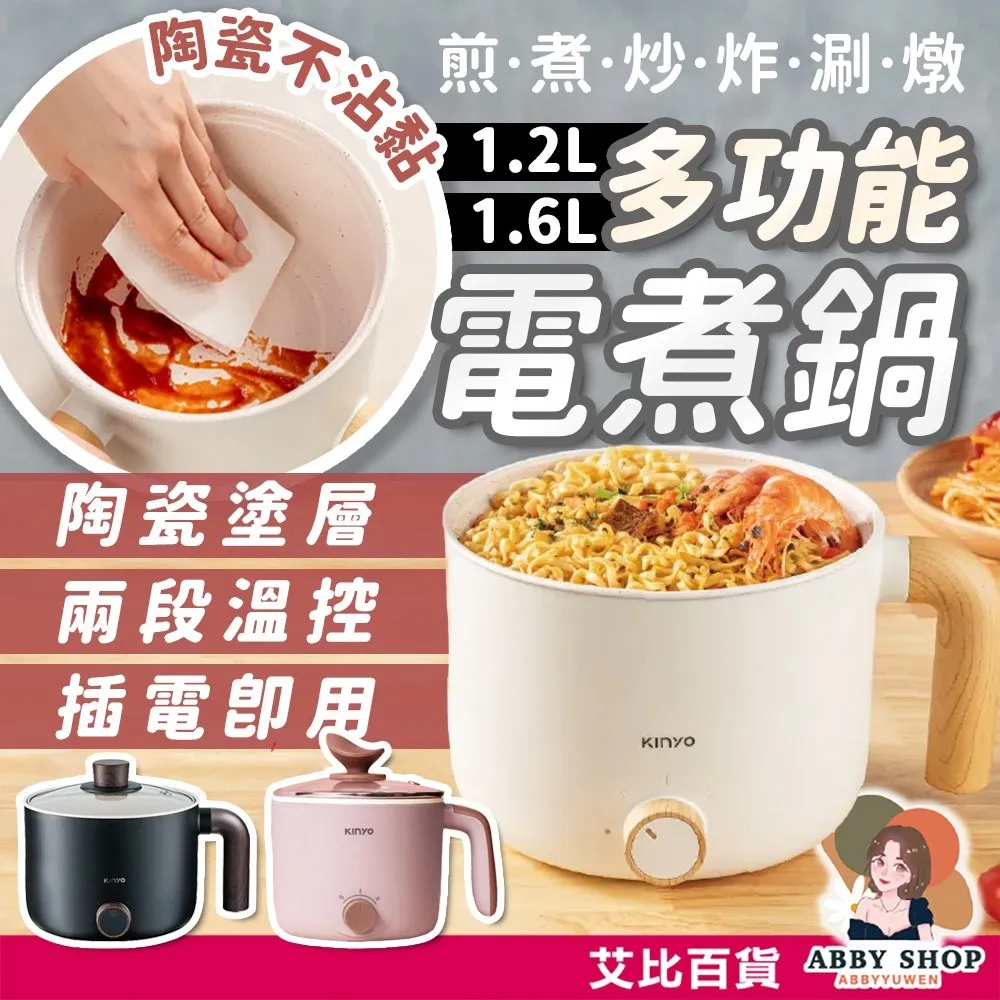 陶瓷不沾黏
煎·煮·炒·炸·涮·燉
1.2L
1.6L
多功能
電煮鍋
陶瓷塗層
兩段溫控
插電即用
KINYO
KINYO
KINYO
艾比百貨
ABBY SHOP
ABBYYUWEN